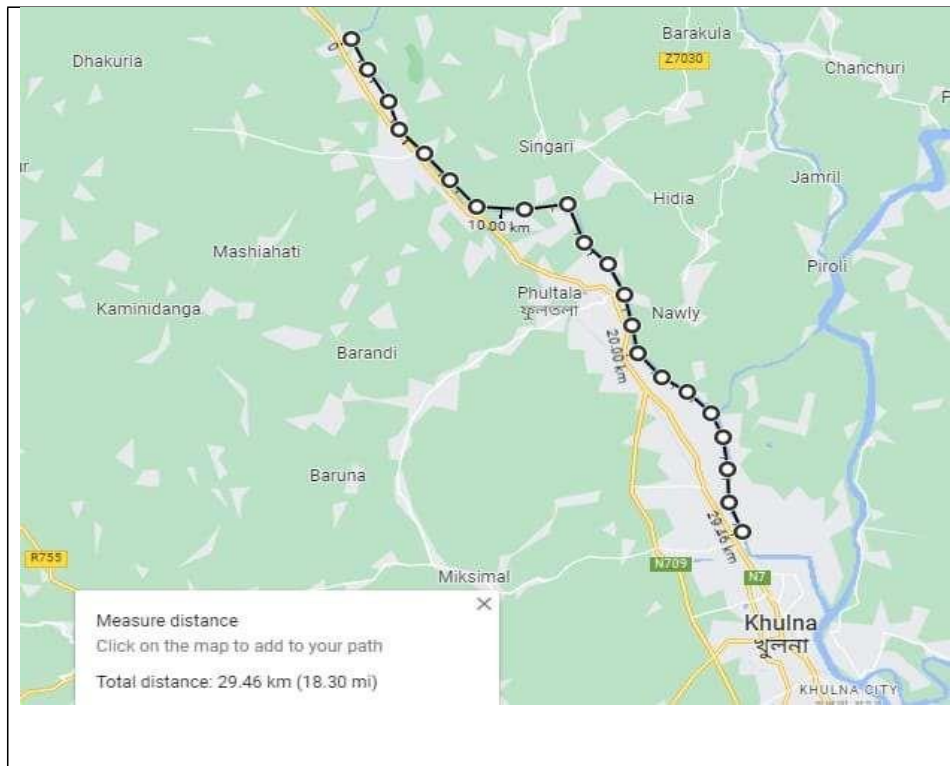 Barakula
Dhakuria
Z7030
Chanchuri
0
Singari
Jamril
Hidia
10.00 km
Mashiahati
Piroli
Phultala
ফুলতলা
Kaminidanga
Nawly
20.00 km
Barandi
Baruna
29.46 km
R755
N709
Miksimal
N7
Measure distance
Click on the map to add to your path
Total distance: 29.46 km (18.30 mi)
Khulna
খুলনা
KHULNA CITY